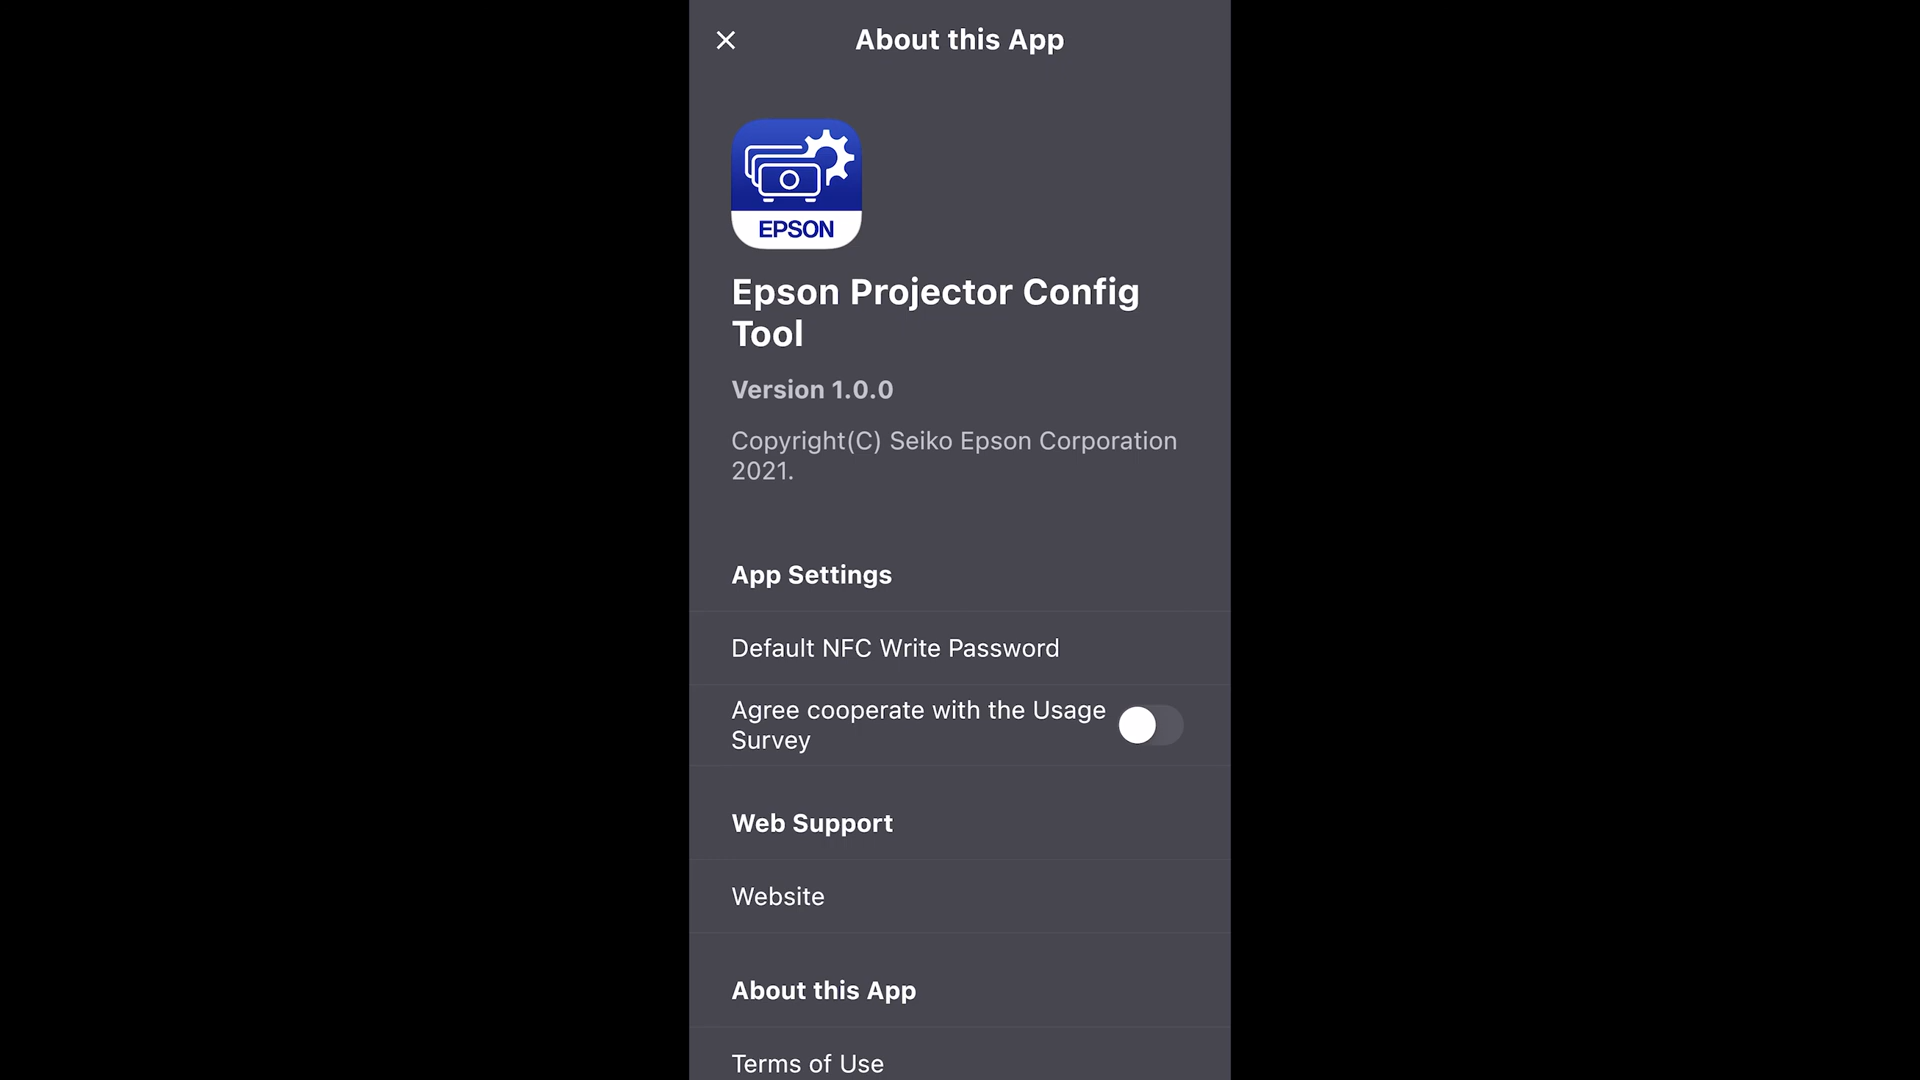 About this App
EPSON
Epson Projector Config
Tool
Version 1.0.0
Copyright(C) Seiko Epson Corporation
2021.
App Settings
Default NFC Write Password
Agree cooperate with the Usage
Survey
Web Support
Website
About this App
Terms of Use